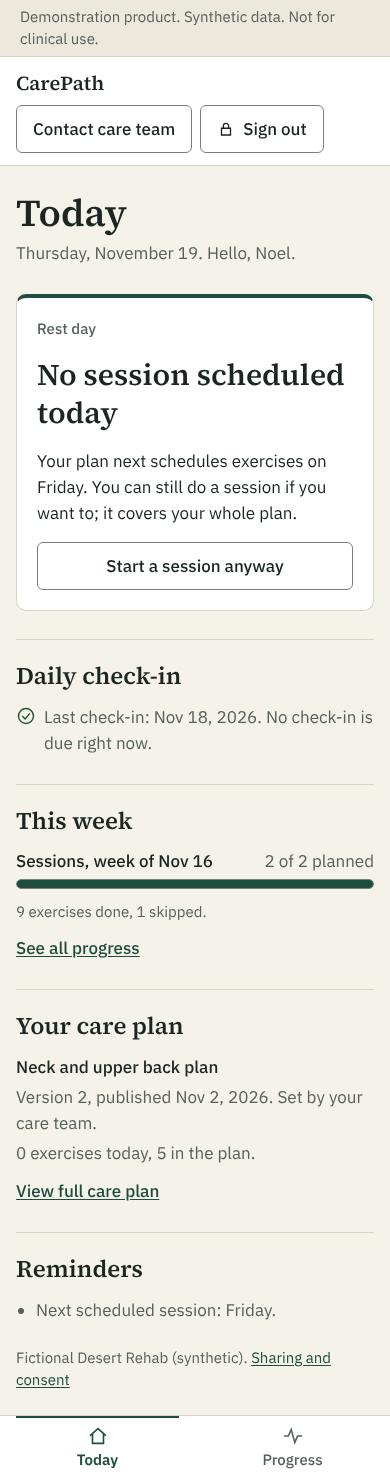 Demonstration product. Synthetic data. Not for
clinical use.
CarePath
Contact care team
Sign out
Today
Thursday, November 19. Hello, Noel.
Rest day
No session scheduled
today
Your plan next schedules exercises on
Friday. You can still do a session if you
want to; it covers your whole plan.
Start a session anyway
Daily check-in
Last check-in: Nov 18, 2026. No check-in is
due right now.
This week
Sessions, week of Nov 16 2 of 2 planned
9 exercises done, 1 skipped.
See all progress
Your care plan
Neck and upper back plan
Version 2, published Nov 2, 2026. Set by your
care team.
0 exercises today, 5 in the plan.
View full care plan
Reminders
• Next scheduled session: Friday.
Fictional Desert Rehab (synthetic). Sharing and
consent
Today
Progress